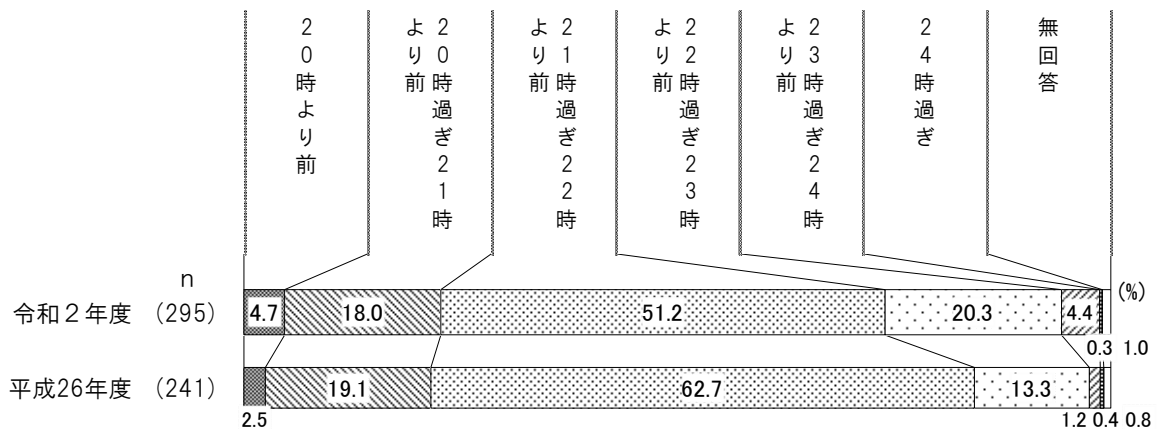 20時より前
20時過ぎ21時
より前
21時過ぎ22時
より前
22時過ぎ23時
より前
23時過ぎ24時
より前
24時過ぎ
無回答
n
(%)
令和2年度 (295) 4.7 18.0 51.2 20.3 4.4
0.3 1.0
平成26年度 (241) 19.1 62.7 13.3
2.5 1.2 0.4 0.8